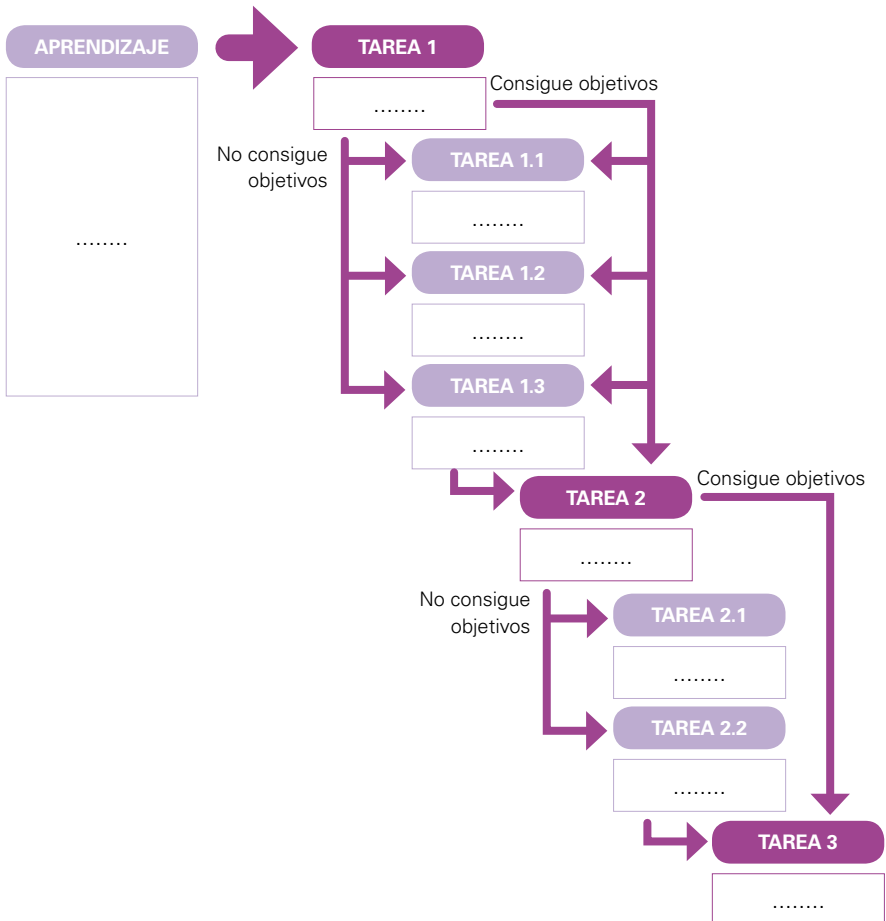 APRENDIZAJE
........
TAREA 1
........
Consigue objetivos
No consigue
objetivos
TAREA 1.1
........
TAREA 1.2
........
TAREA 1.3
........
TAREA 2
........
Consigue objetivos
No consigue
objetivos
TAREA 2.1
........
TAREA 2.2
........
TAREA 3
........